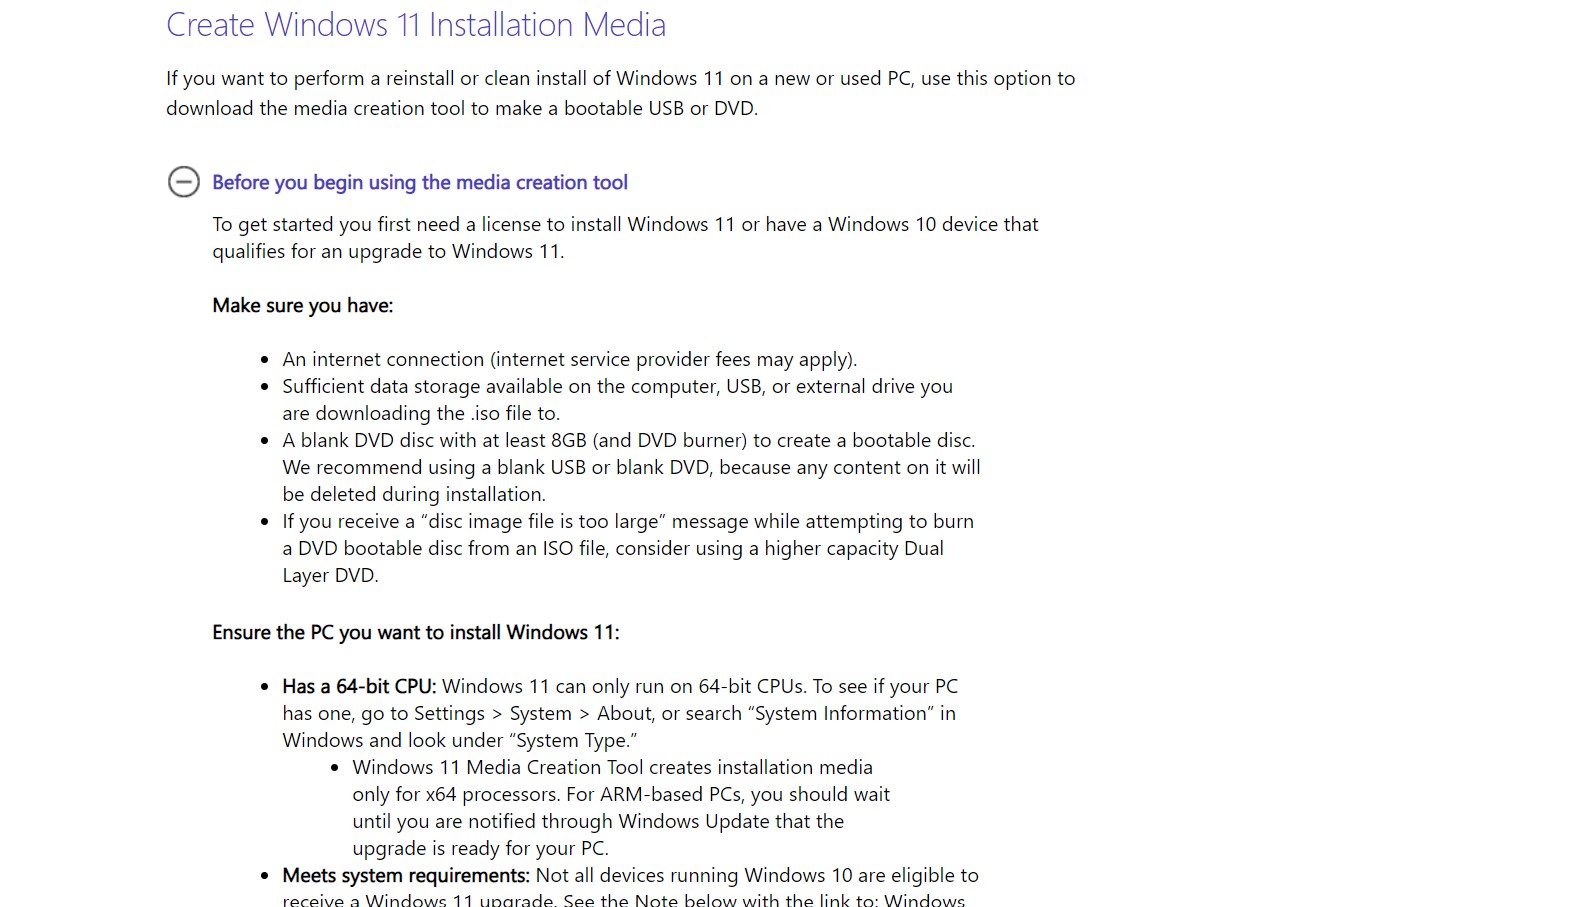 Create Windows 11 Installation Media
If you want to perform a reinstall or clean install of Windows 11 on a new or used PC, use this option to
download the media creation tool to make a bootable USB or DVD.
Before you begin using the media creation tool
To get started you first need a license to install Windows 11 or have a Windows 10 device that
qualifies for an upgrade to Windows 11.
Make sure you have:
• An internet connection (internet service provider fees may apply).
• Sufficient data storage available on the computer, USB, or external drive you
are downloading the .iso file to.
• A blank DVD disc with at least 8GB (and DVD burner) to create a bootable disc.
We recommend using a blank USB or blank DVD, because any content on it will
be deleted during installation.
• If you receive a “disc image file is too large” message while attempting to burn
a DVD bootable disc from an ISO file, consider using a higher capacity Dual
Layer DVD.
Ensure the PC you want to install Windows 11:
• Has a 64-bit CPU: Windows 11 can only run on 64-bit CPUs. To see if your PC
has one, go to Settings > System > About, or search “System Information” in
Windows and look under “System Type.”
• Windows 11 Media Creation Tool creates installation media
only for x64 processors. For ARM-based PCs, you should wait
until you are notified through Windows Update that the
upgrade is ready for your PC.
• Meets system requirements: Not all devices running Windows 10 are eligible to
receive a Windows 11 upgrade. See the Note below with the link to: Windows